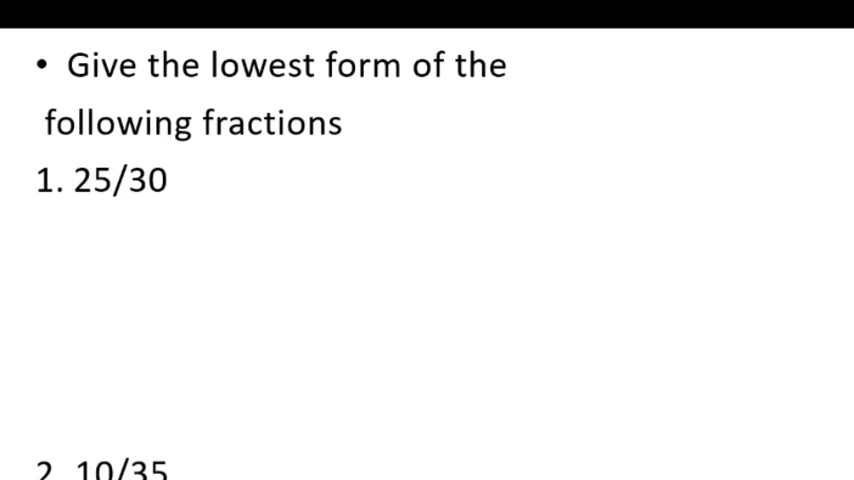 • Give the lowest form of the
following fractions
1. 25/30
2. 10/35